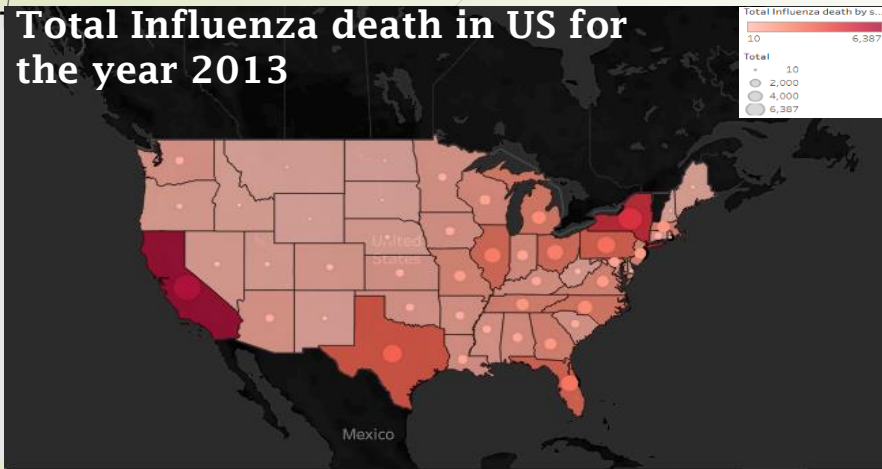 Total Influenza death in US for
the year 2013
Total Influenza death by s...
10 6,387
Total
10
2,000
4,000
6,387
United
States
Mexico